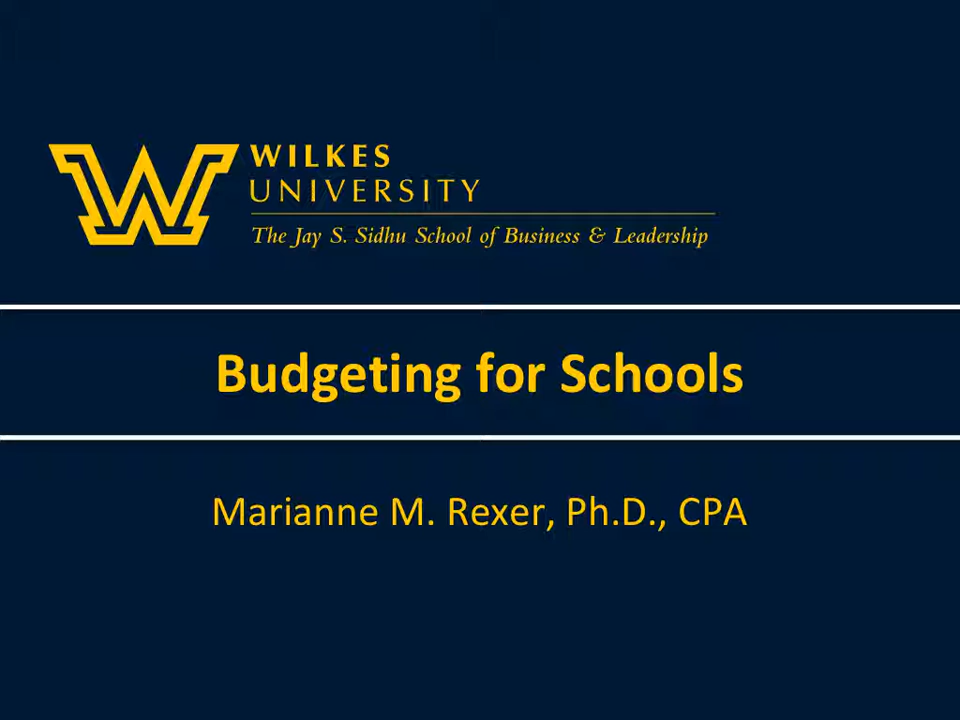 WILKES
UNIVERSITY
The Jay S. Sidhu School of Business & Leadership
Budgeting for Schools
Marianne M. Rexer, Ph.D., CPA